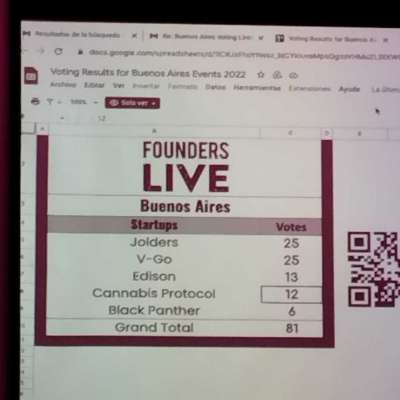 Resultados de la búsqueda
Re: Buenos Aires Voting Live
Voting Results for Buenos A
docs.google.com/spreadsheets/d/
Voting Results for Buenos Aires Events 2022
Archivo Editar Ver Insertar Formato Datos Herramientas Extensiones Ayuda La última
100% Solo ver
12
FOUNDERS
LIVE
Buenos Aires
Startups Votes
Jolders 25
V-Go 25
Edison 13
Cannabis Protocol 12
Black Panther 6
Grand Total 81